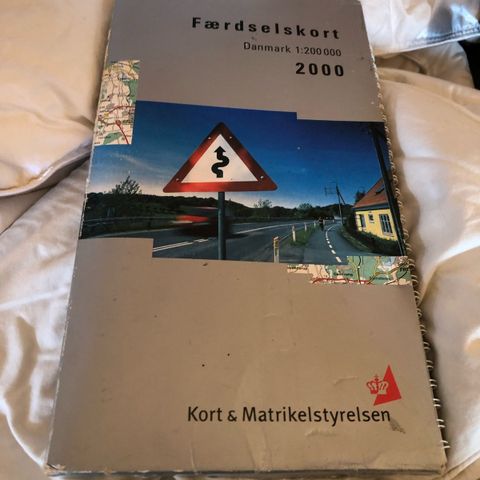 Færdselskort
Danmark 1:200 000
2000
Kort & Matrikelstyrelsen